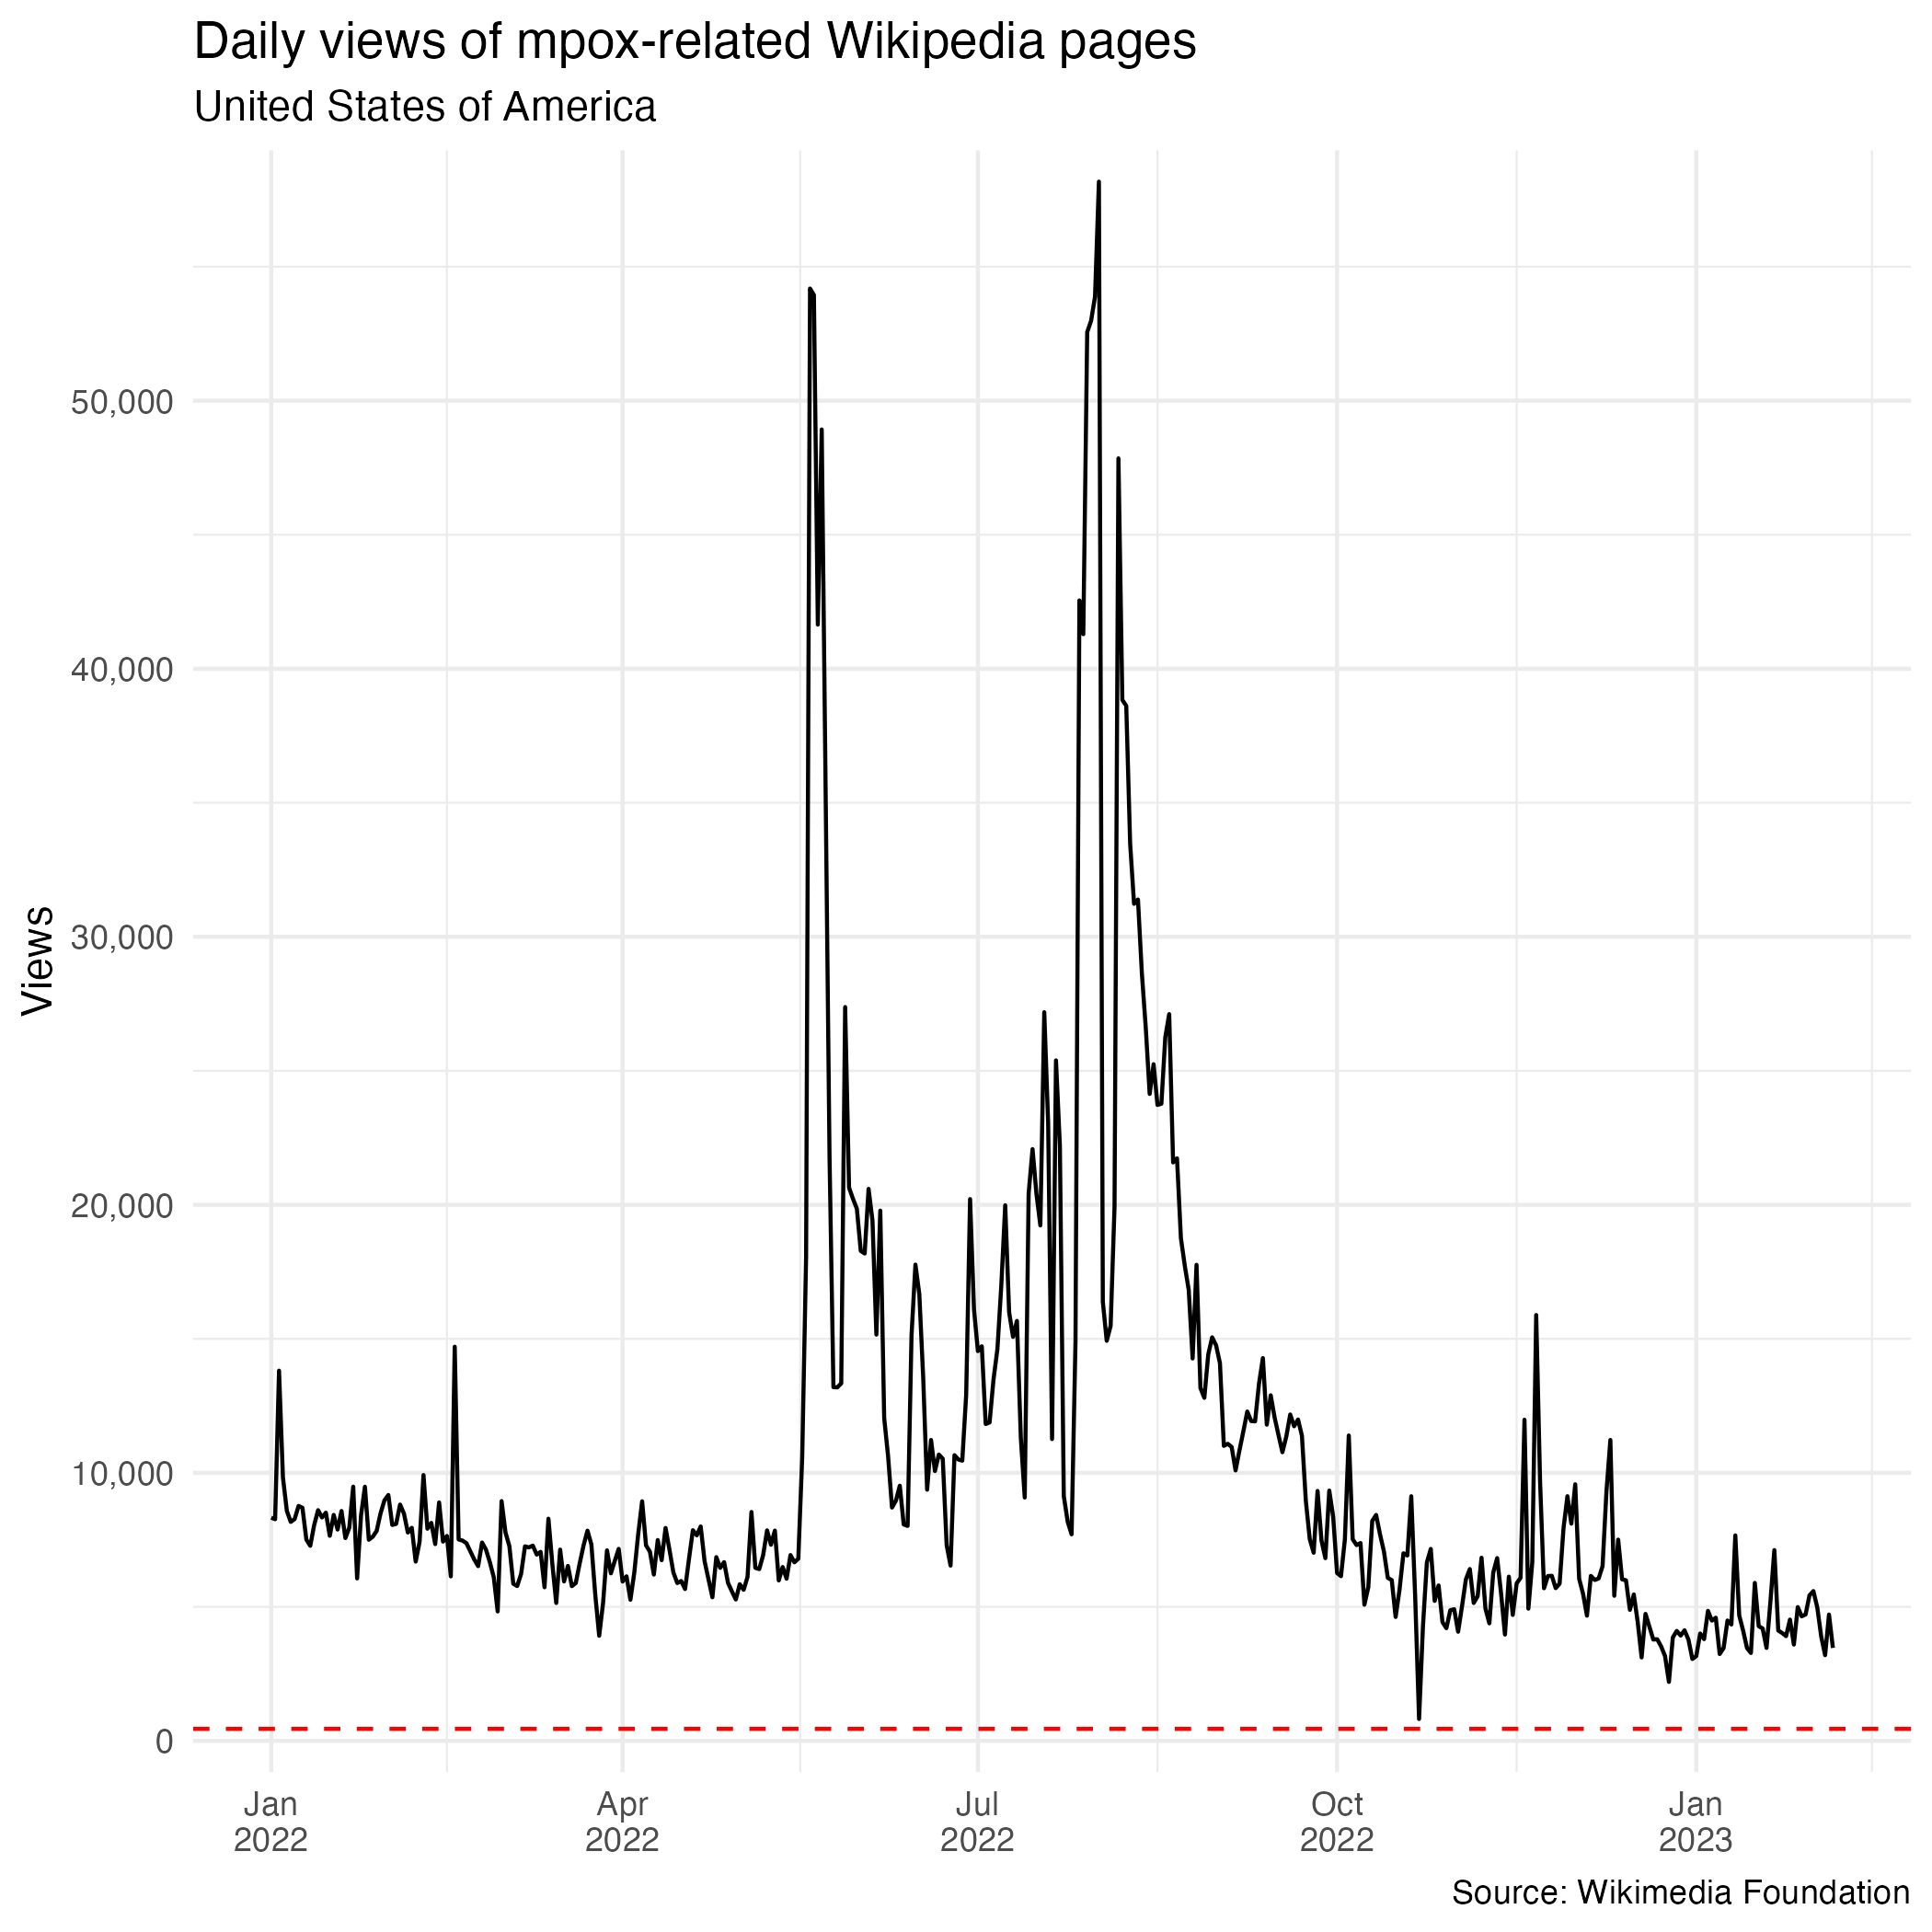 Daily views of mpox-related Wikipedia pages
United States of America
Views
50,000
40,000
30,000
20,000
10,000
0
Jan
2022
Apr
2022
Jul
2022
Oct
2022
Jan
2023
Source: Wikimedia Foundation